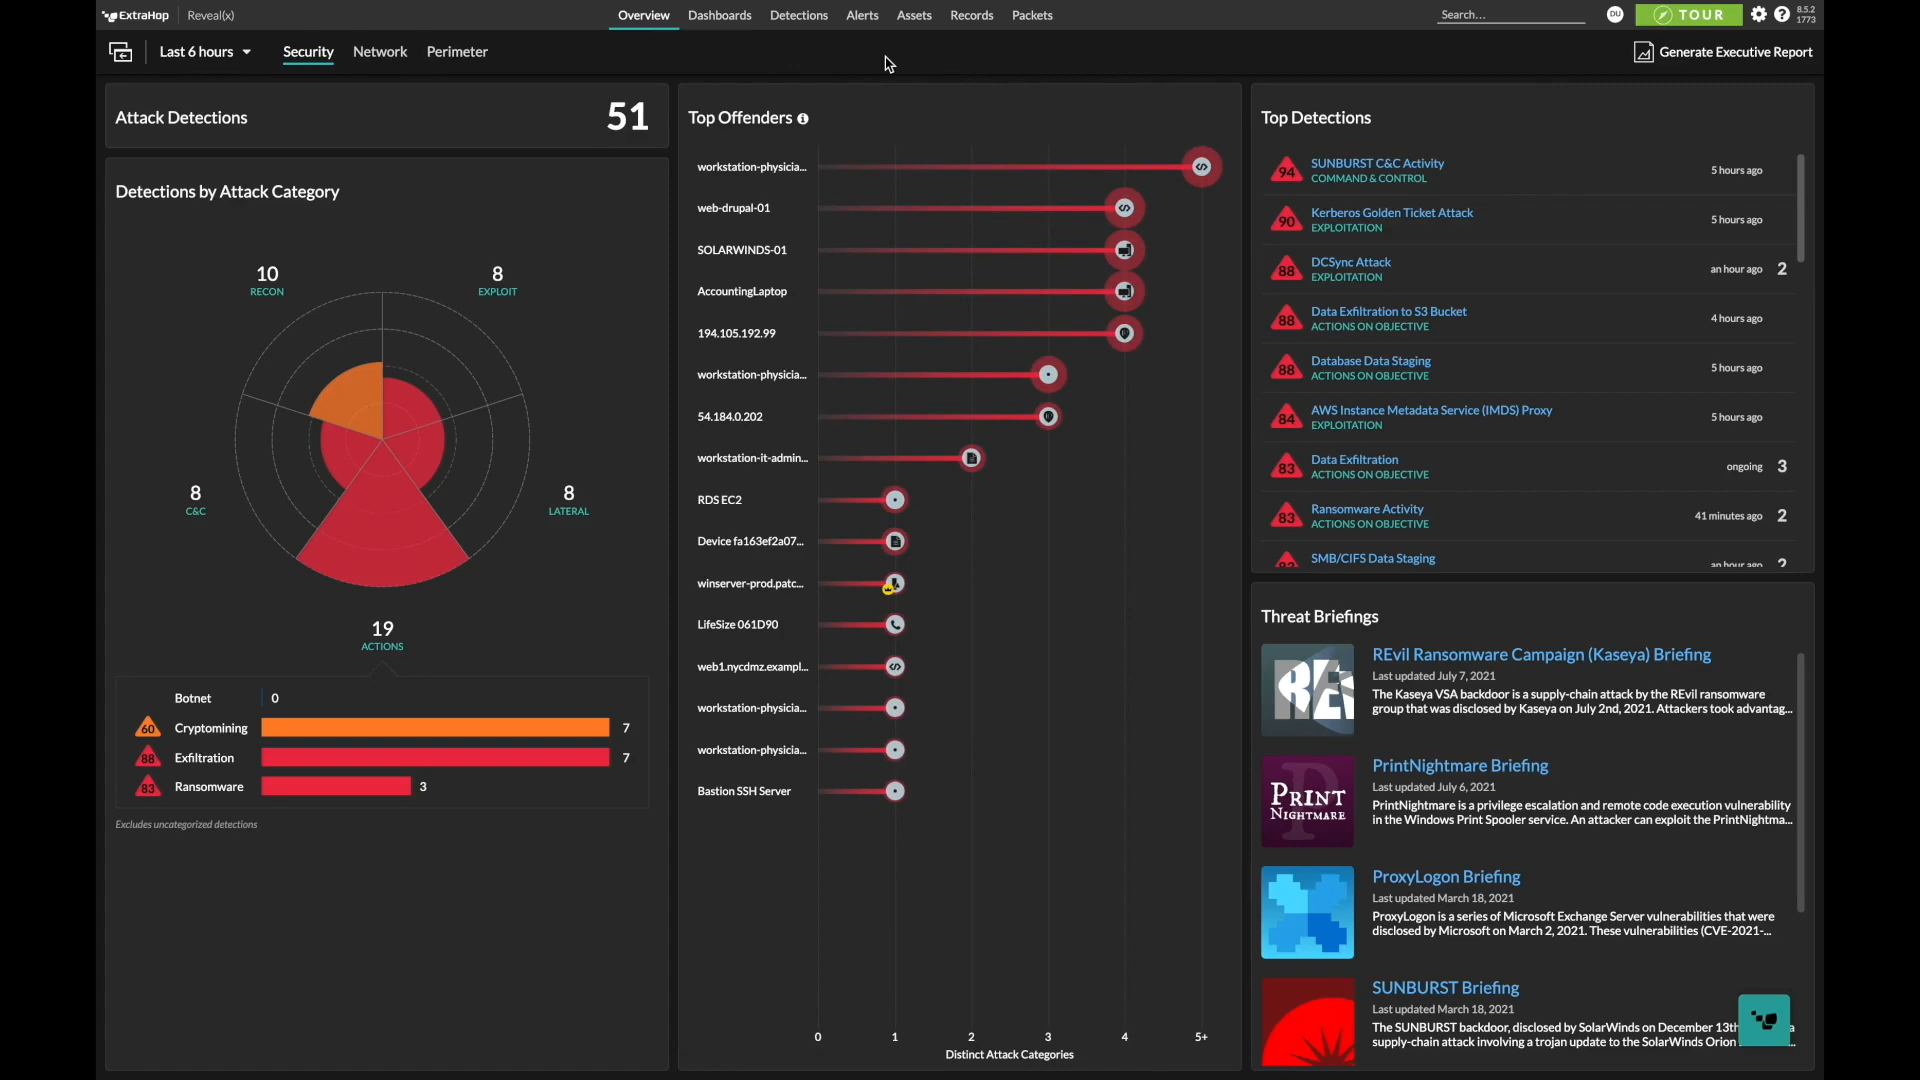 ExtraHop Reveal(x)
Overview Dashboards Detections Alerts Assets Records Packets
Search... DU TOUR 8.5.2
1773
Last 6 hours Security Network Perimeter
Generate Executive Report
Attack Detections 51
Detections by Attack Category
10 RECON
8 EXPLOIT
8 C&C
8 LATERAL
19 ACTIONS
Botnet 0
60 Cryptomining 7
88 Exfiltration 7
83 Ransomware 3
Excludes uncategorized detections
Top Offenders
workstation-physicia...
web-drupal-01
SOLARWINDS-01
AccountingLaptop
194.105.192.99
workstation-physicia...
54.184.0.202
workstation-it-admin...
RDS EC2
Device fa163ef2a07...
winserver-prod.patc...
LifeSize 061D90
web1.nycdmz.exampl...
workstation-physicia...
workstation-physicia...
Bastion SSH Server
0 1 2 3 4 5+
Distinct Attack Categories
Top Detections
94 SUNBURST C&C Activity 5 hours ago
COMMAND & CONTROL
90 Kerberos Golden Ticket Attack 5 hours ago
EXPLOITATION
88 DCSync Attack an hour ago 2
EXPLOITATION
88 Data Exfiltration to S3 Bucket 4 hours ago
ACTIONS ON OBJECTIVE
88 Database Data Staging 5 hours ago
ACTIONS ON OBJECTIVE
84 AWS Instance Metadata Service (IMDS) Proxy 5 hours ago
EXPLOITATION
83 Data Exfiltration ongoing 3
ACTIONS ON OBJECTIVE
83 Ransomware Activity 41 minutes ago 2
ACTIONS ON OBJECTIVE
SMB/CIFS Data Staging an hour ago 2
Threat Briefings
REvil Ransomware Campaign (Kaseya) Briefing
Last updated July 7, 2021
The Kaseya VSA backdoor is a supply-chain attack by the REvil ransomware
group that was disclosed by Kaseya on July 2nd, 2021. Attackers took advantag...
PRINT
NIGHTMARE
PrintNightmare Briefing
Last updated July 6, 2021
PrintNightmare is a privilege escalation and remote code execution vulnerability
in the Windows Print Spooler service. An attacker can exploit the PrintNightma...
ProxyLogon Briefing
Last updated March 18, 2021
ProxyLogon is a series of Microsoft Exchange Server vulnerabilities that were
disclosed by Microsoft on March 2, 2021. These vulnerabilities (CVE-2021-...
SUNBURST Briefing
Last updated March 18, 2021
The SUNBURST backdoor, disclosed by SolarWinds on December 13th a
supply-chain attack involving a trojan update to the SolarWinds Orion ...